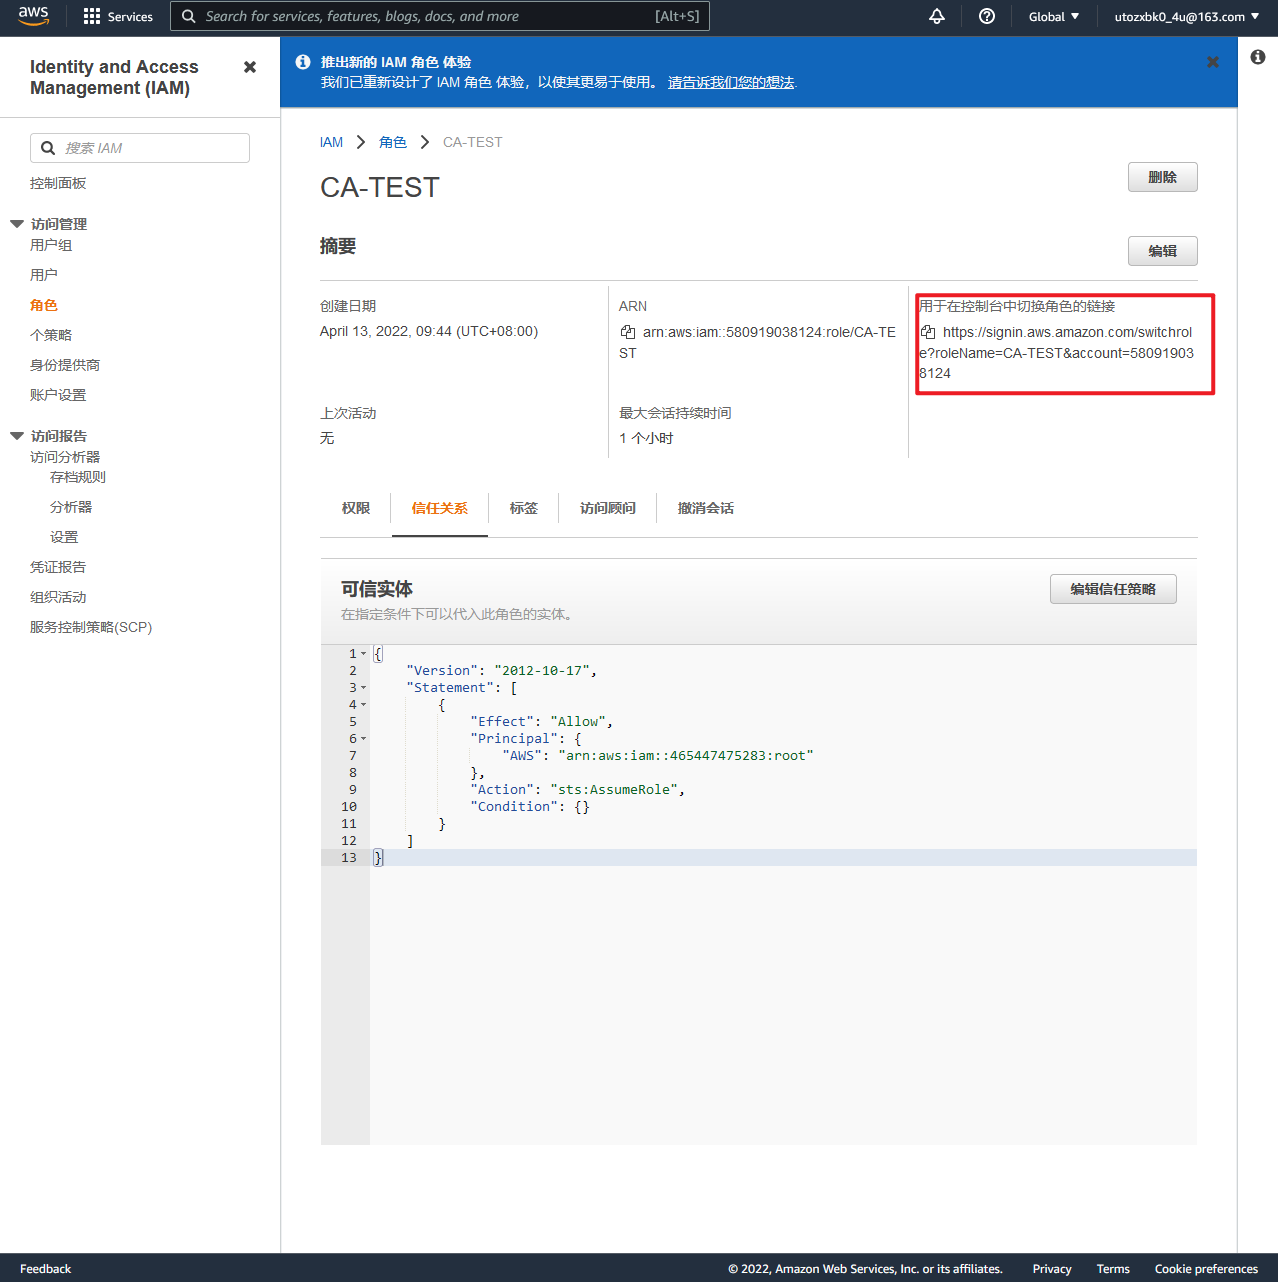 aws
Services
Search for services, features, blogs, docs, and more
[Alt+S]
Global
utozxbk0_4u@163.com
Identity and Access
Management (IAM)
搜索 IAM
控制面板
访问管理
用户组
用户
角色
个策略
身份提供商
账户设置
访问报告
访问分析器
存档规则
分析器
设置
凭证报告
组织活动
服务控制策略(SCP)
推出新的 IAM 角色 体验
我们已重新设计了 IAM 角色 体验，以使其更易于使用。 请告诉我们您的想法.
IAM
角色
CA-TEST
CA-TEST
删除
摘要
编辑
创建日期
April 13, 2022, 09:44 (UTC+08:00)
ARN
arn:aws:iam::580919038124:role/CA-TE
ST
用于在控制台中切换角色的链接
https://signin.aws.amazon.com/switchrol
e?roleName=CA-TEST&account=58091903
8124
上次活动
无
最大会话持续时间
1 个小时
权限
信任关系
标签
访问顾问
撤消会话
可信实体
在指定条件下可以代入此角色的实体。
编辑信任策略
1 {
2 "Version": "2012-10-17",
3 "Statement": [
4 {
5 "Effect": "Allow",
6 "Principal": {
7 "AWS": "arn:aws:iam::465447475283:root"
8 },
9 "Action": "sts:AssumeRole",
10 "Condition": {}
11 }
12 ]
13 }
Feedback
© 2022, Amazon Web Services, Inc. or its affiliates.
Privacy
Terms
Cookie preferences